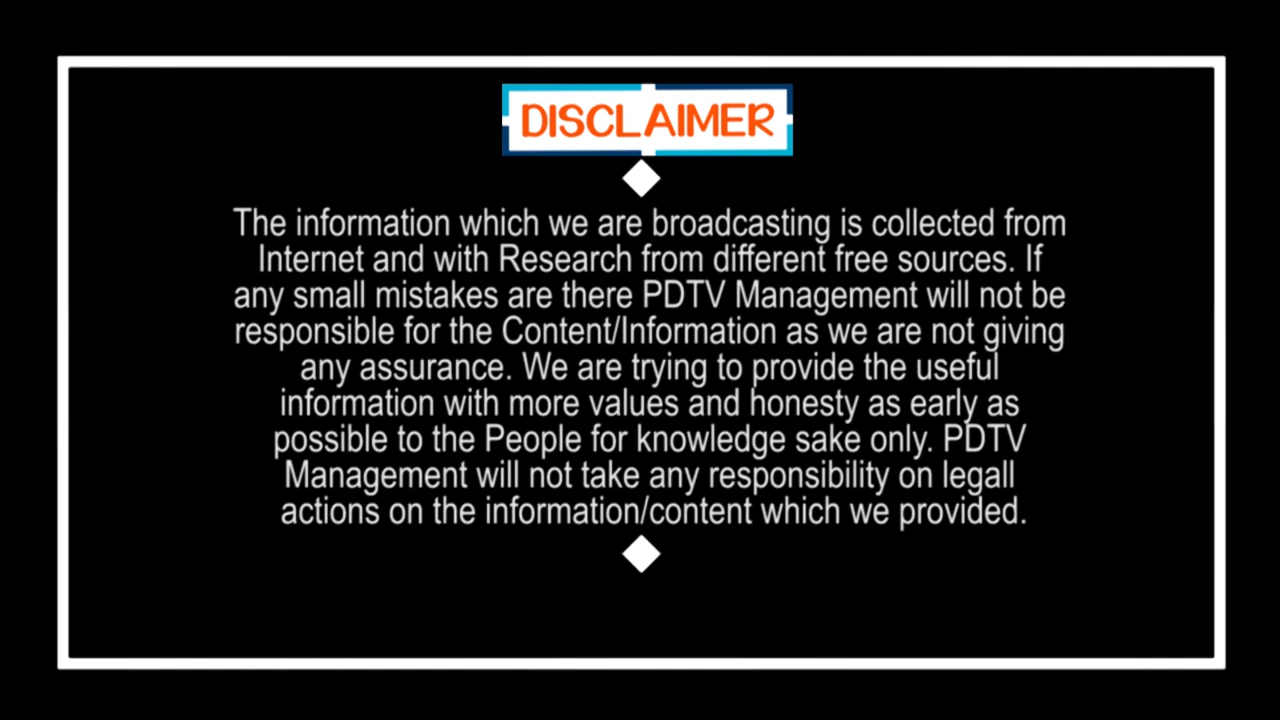 DISCLAIMER
The information which we are broadcasting is collected from
Internet and with Research from different free sources. If
any small mistakes are there PDTV Management will not be
responsible for the Content/Information as we are not giving
any assurance. We are trying to provide the useful
information with more values and honesty as early as
possible to the People for knowledge sake only. PDTV
Management will not take any responsibility on legall
actions on the information/content which we provided.